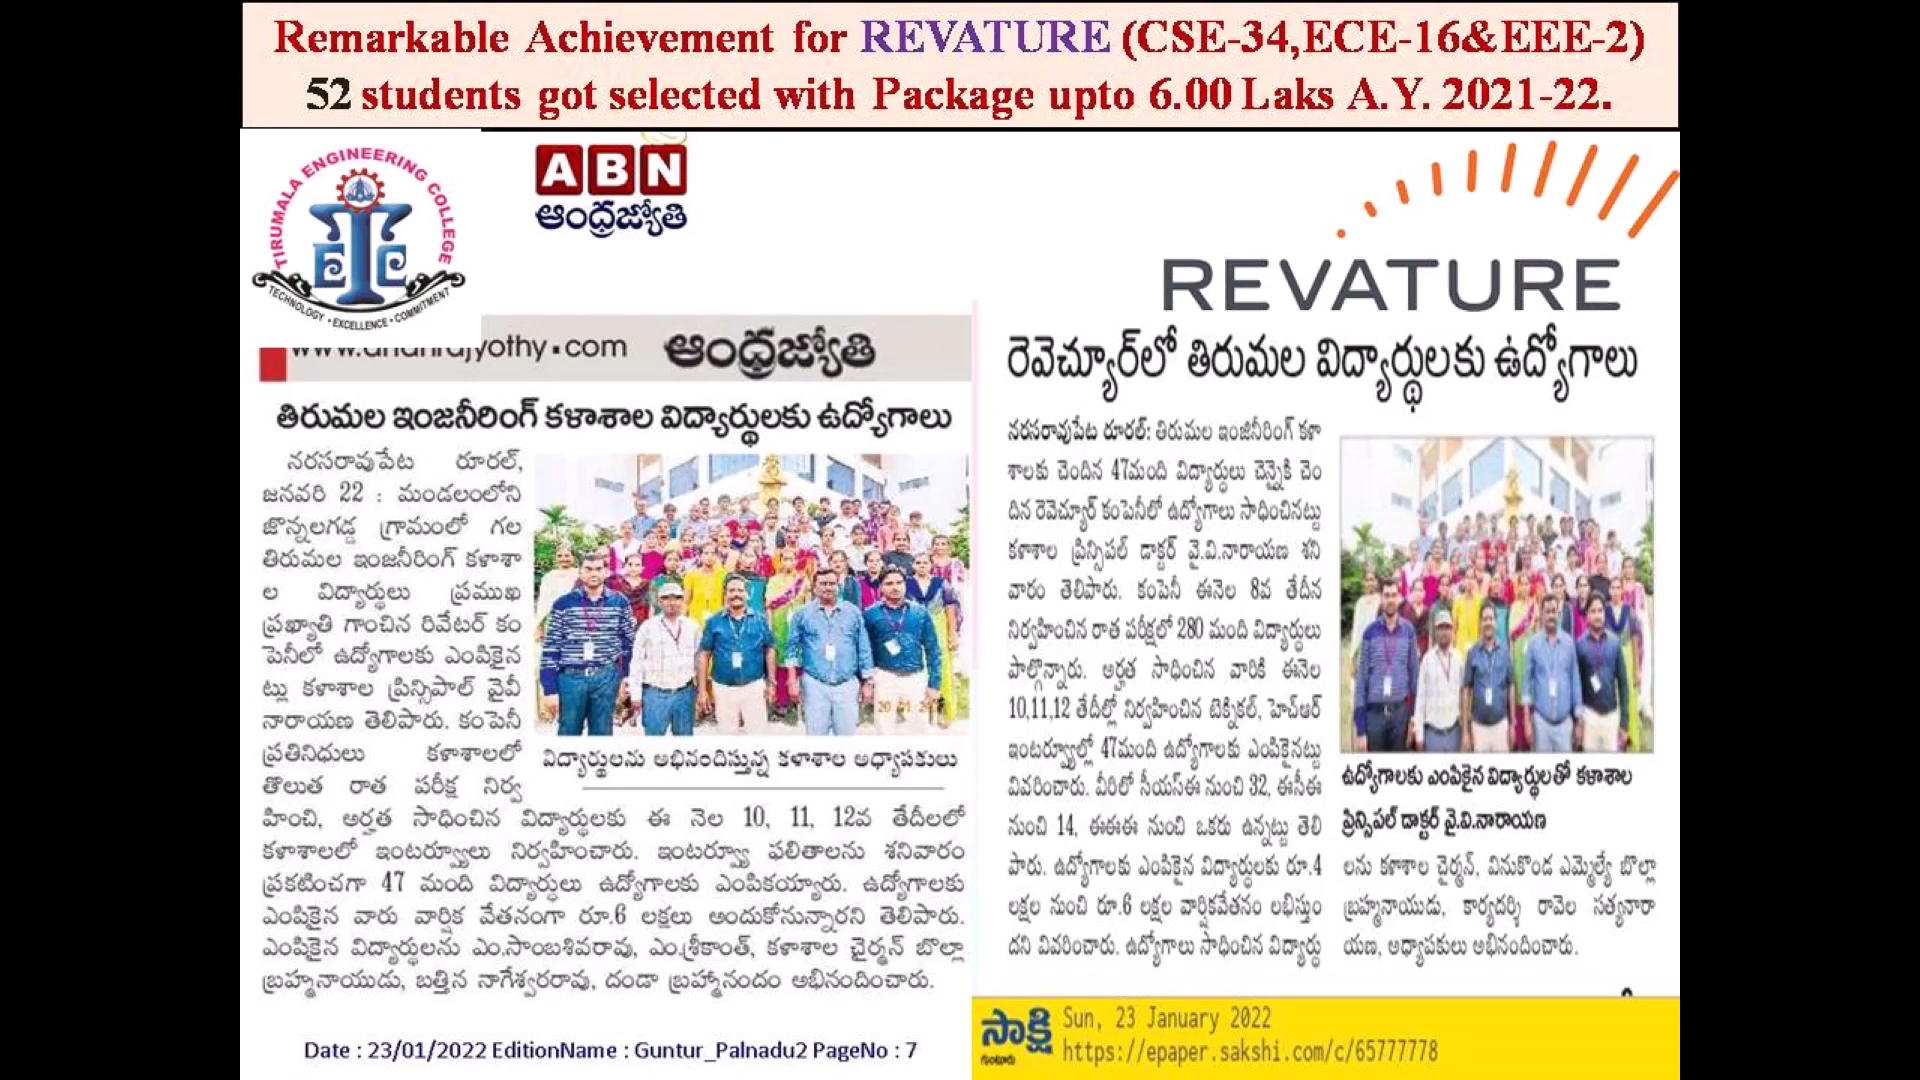 Remarkable Achievement for REVATURE (CSE-34,ECE-16&EEE-2)
52 students got selected with Package upto 6.00 Laks A.Y. 2021-22.
TIRUMALA ENGINEERING COLLEGE
TECHNOLOGY • EXCELLENCE • COMMITMENT
ABN
ఆంధ్రజ్యోతి
REVATURE
www.andhrajyothy.com ఆంధ్రజ్యోతి
తిరుమల ఇంజనీరింగ్ కళాశాల విద్యార్థులకు ఉద్యోగాలు
నరసరావుపేట రూరల్,
జనవరి 22 : మండలంలోని
జొన్నలగడ్డ గ్రామంలో గల
తిరుమల ఇంజనీరింగ్ కళాశా
ల విద్యార్థులు ప్రముఖ
ప్రఖ్యాతి గాంచిన రివేటర్ కం
పెనీలో ఉద్యోగాలకు ఎంపికైన
ట్లు కళాశాల ప్రిన్సిపాల్ వైవీ
నారాయణ తెలిపారు. కంపెనీ
ప్రతినిధులు కళాశాలలో
తొలుత రాత పరీక్ష నిర్వ
హించి, అర్హత సాధించిన విద్యార్థులకు ఈ నెల 10, 11, 12వ తేదీలలో
కళాశాలలో ఇంటర్వ్యూలు నిర్వహించారు. ఇంటర్వ్యూ ఫలితాలను శనివారం
ప్రకటించగా 47 మంది విద్యార్థులు ఉద్యోగాలకు ఎంపికయ్యారు. ఉద్యోగాలకు
ఎంపికైన వారు వార్షిక వేతనంగా రూ.6 లక్షలు అందుకోనున్నారని తెలిపారు.
ఎంపికైన విద్యార్థులను ఎం.సాంబశివరావు, ఎం.శ్రీకాంత్, కళాశాల చైర్మన్ బొల్లా
బ్రహ్మనాయుడు, బత్తిన నాగేశ్వరరావు, దండా బ్రహ్మానందం అభినందించారు.
20 01
విద్యార్థులను అభినందిస్తున్న కళాశాల అధ్యాపకులు
Date : 23/01/2022 EditionName : Guntur_Palnadu2 PageNo : 7
రెవెచ్యూర్‌లో తిరుమల విద్యార్థులకు ఉద్యోగాలు
నరసరావుపేట రూరల్: తిరుమల ఇంజినీరింగ్ కళా
శాలకు చెందిన 47మంది విద్యార్థులు చెన్నైకి చెం
దిన రెవెచ్యూర్ కంపెనీలో ఉద్యోగాలు సాధించినట్టు
కళాశాల ప్రిన్సిపల్ డాక్టర్ వై.వి.నారాయణ శని
వారం తెలిపారు. కంపెనీ ఈనెల 8వ తేదీన
నిర్వహించిన రాత పరీక్షలో 280 మంది విద్యార్థులు
పాల్గొన్నారు. అర్హత సాధించిన వారికి ఈనెల
10,11,12 తేదీల్లో నిర్వహించిన టెక్నికల్, హెచ్ఆర్
ఇంటర్వ్యూల్లో 47మంది ఉద్యోగాలకు ఎంపికైనట్టు
వివరించారు. వీరిలో సీయస్ఈ నుంచి 32, ఈసీఈ
నుంచి 14, ఈఈఈ నుంచి ఒకరు ఉన్నట్టు తెలి
పారు. ఉద్యోగాలకు ఎంపికైన విద్యార్థులకు రూ.4
లక్షల నుంచి రూ.6 లక్షల వార్షికవేతనం లభిస్తుం
దని వివరించారు. ఉద్యోగాలు సాధించిన విద్యార్థు
ఉద్యోగాలకు ఎంపికైన విద్యార్థులతో కళాశాల
ప్రిన్సిపల్ డాక్టర్ వై.వి.నారాయణ
లను కళాశాల చైర్మన్, వినుకొండ ఎమ్మెల్యే బొల్లా
బ్రహ్మనాయుడు, కార్యదర్శి రావెల సత్యనారా
యణ, అధ్యాపకులు అభినందించారు.
సాక్షి
గుంటూరు
Sun, 23 January 2022
https://epaper.sakshi.com/c/65777778